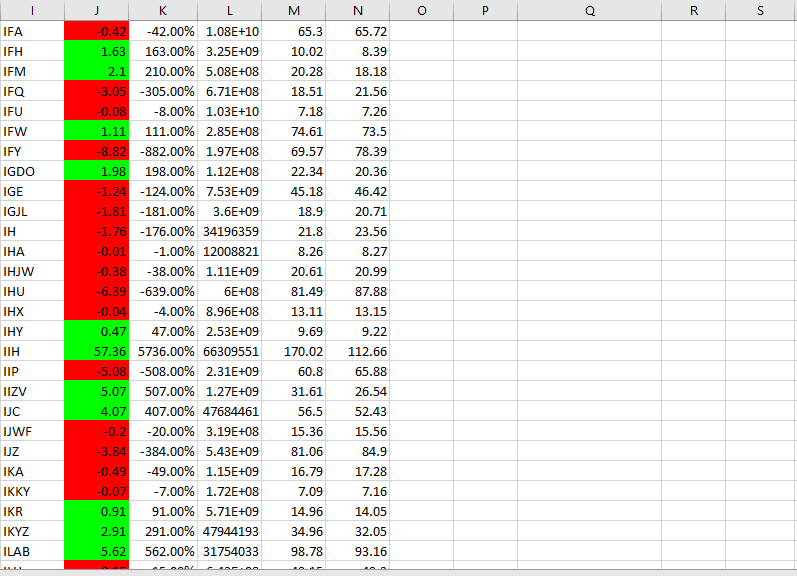 I J K L M N O P Q R S
IFA -0.42 -42.00% 1.08E+10 65.3 65.72
IFH 1.63 163.00% 3.25E+09 10.02 8.39
IFM 2.1 210.00% 5.08E+08 20.28 18.18
IFQ -3.05 -305.00% 6.71E+08 18.51 21.56
IFU -0.08 -8.00% 1.03E+10 7.18 7.26
IFW 1.11 111.00% 2.85E+08 74.61 73.5
IFY -8.82 -882.00% 1.97E+08 69.57 78.39
IGDO 1.98 198.00% 1.12E+08 22.34 20.36
IGE -1.24 -124.00% 7.53E+09 45.18 46.42
IGJL -1.81 -181.00% 3.6E+09 18.9 20.71
IH -1.76 -176.00% 34196359 21.8 23.56
IHA -0.01 -1.00% 12008821 8.26 8.27
IHJW -0.38 -38.00% 1.11E+09 20.61 20.99
IHU -6.39 -639.00% 6E+08 81.49 87.88
IHX -0.04 -4.00% 8.96E+08 13.11 13.15
IHY 0.47 47.00% 2.53E+09 9.69 9.22
IIH 57.36 5736.00% 66309551 170.02 112.66
IIP -5.08 -508.00% 2.31E+09 60.8 65.88
IIZV 5.07 507.00% 1.27E+09 31.61 26.54
IJC 4.07 407.00% 47684461 56.5 52.43
IJWF -0.2 -20.00% 3.19E+08 15.36 15.56
IJZ -3.84 -384.00% 5.43E+09 81.06 84.9
IKA -0.49 -49.00% 1.15E+09 16.79 17.28
IKKY -0.07 -7.00% 1.72E+08 7.09 7.16
IKR 0.91 91.00% 5.71E+09 14.96 14.05
IKYZ 2.91 291.00% 47944193 34.96 32.05
ILAB 5.62 562.00% 31754033 98.78 93.16